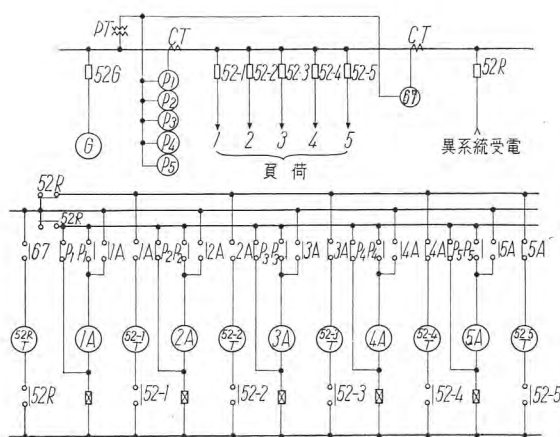 PT
CT
CT
52G
52-1
52-2
52-3
52-4
52-5
52R
P1
P2
P3
P4
P5
67
G
1 2 3 4 5
負荷
異系統受電
52R
52R
67 P1 P1 1A 1A P2 P2 2A 2A P3 P3 3A 3A P4 P4 4A 4A P5 P5 5A 5A
52R/T 1A 52-1/T 2A 52-2/T 3A 52-3/T 4A 52-4/T 5A 52-5/T
52R 52-1 52-2 52-3 52-4 52-5